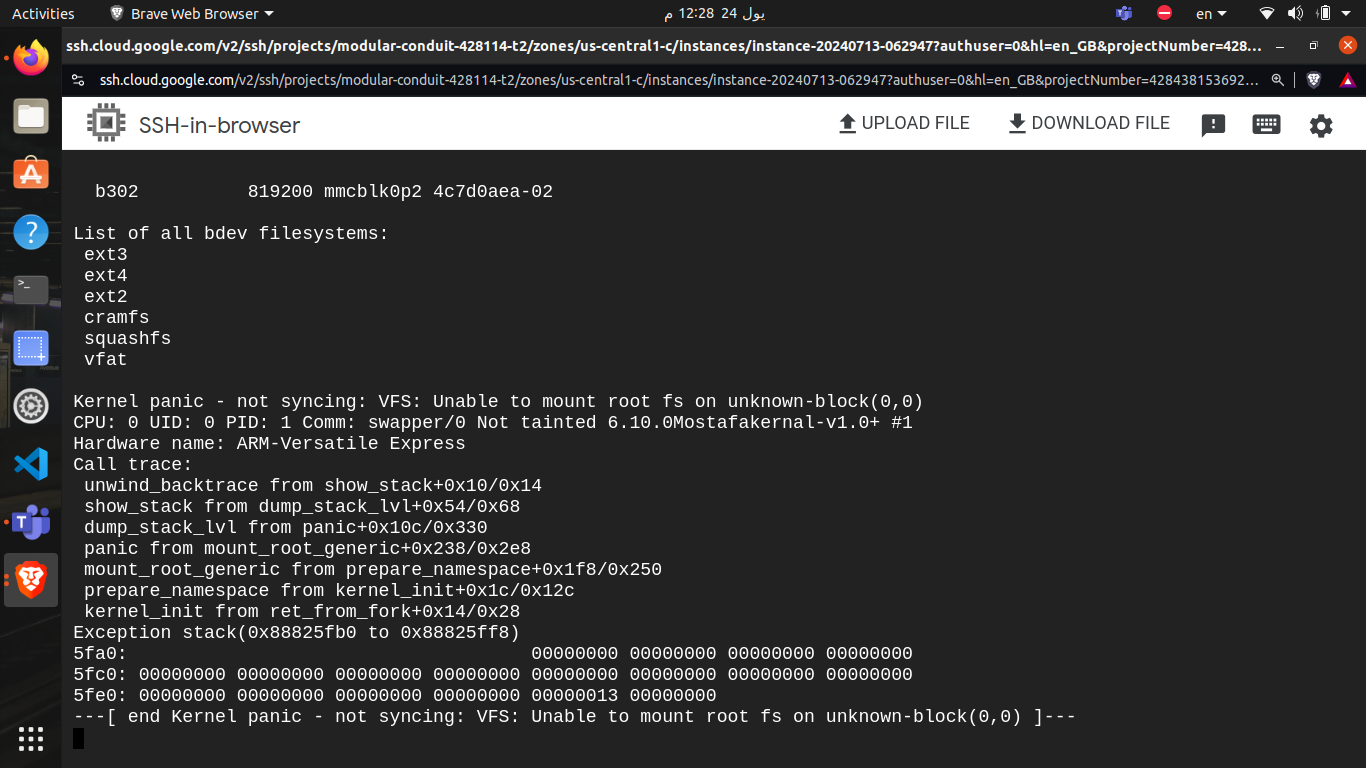 Activities
Brave Web Browser
يول 24 12:28 م
en
ssh.cloud.google.com/v2/ssh/projects/modular-conduit-428114-t2/zones/us-central1-c/instances/instance-20240713-062947?authuser=0&hl=en_GB&projectNumber=428...
ssh.cloud.google.com/v2/ssh/projects/modular-conduit-428114-t2/zones/us-central1-c/instances/instance-20240713-062947?authuser=0&hl=en_GB&projectNumber=428438153692...
SSH-in-browser
UPLOAD FILE
DOWNLOAD FILE
b302 819200 mmcblk0p2 4c7d0aea-02
List of all bdev filesystems:
ext3
ext4
ext2
cramfs
squashfs
vfat
Kernel panic - not syncing: VFS: Unable to mount root fs on unknown-block(0,0)
CPU: 0 UID: 0 PID: 1 Comm: swapper/0 Not tainted 6.10.0Mostafakernal-v1.0+ #1
Hardware name: ARM-Versatile Express
Call trace:
unwind_backtrace from show_stack+0x10/0x14
show_stack from dump_stack_lvl+0x54/0x68
dump_stack_lvl from panic+0x10c/0x330
panic from mount_root_generic+0x238/0x2e8
mount_root_generic from prepare_namespace+0x1f8/0x250
prepare_namespace from kernel_init+0x1c/0x12c
kernel_init from ret_from_fork+0x14/0x28
Exception stack(0x88825fb0 to 0x88825ff8)
5fa0: 00000000 00000000 00000000 00000000
5fc0: 00000000 00000000 00000000 00000000 00000000 00000000 00000000 00000000
5fe0: 00000000 00000000 00000000 00000000 00000013 00000000
---[ end Kernel panic - not syncing: VFS: Unable to mount root fs on unknown-block(0,0) ]---